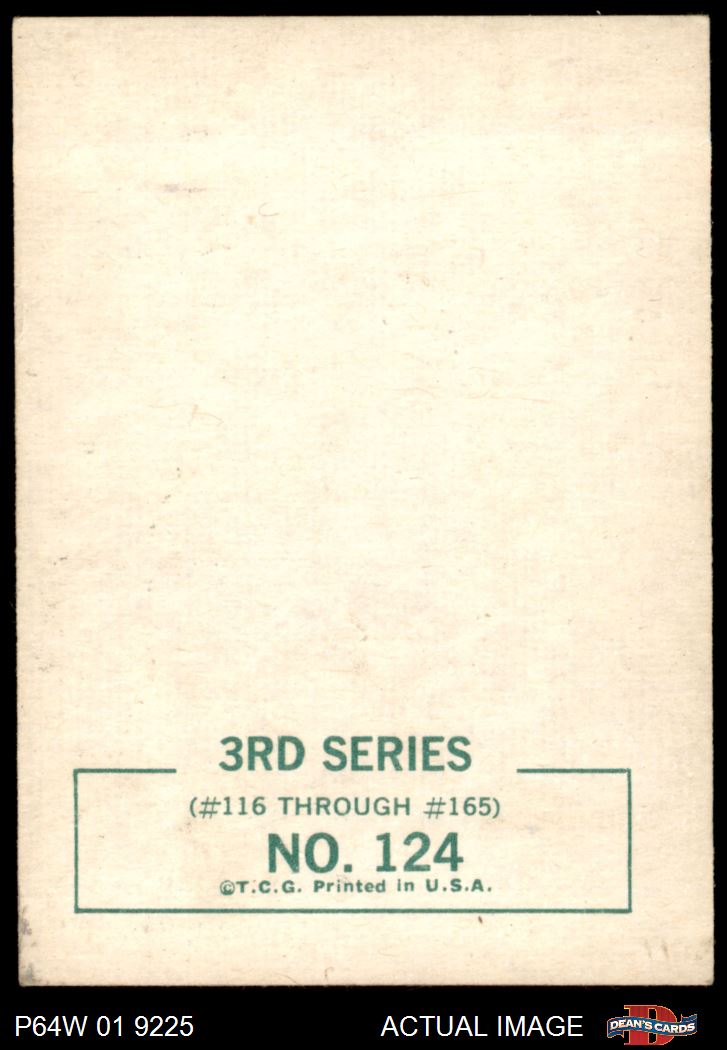 3RD SERIES
(#116 THROUGH #165)
NO. 124
©T.C.G. Printed in U.S.A.
P64W 01 9225
ACTUAL IMAGE
D
DEAN'S CARDS